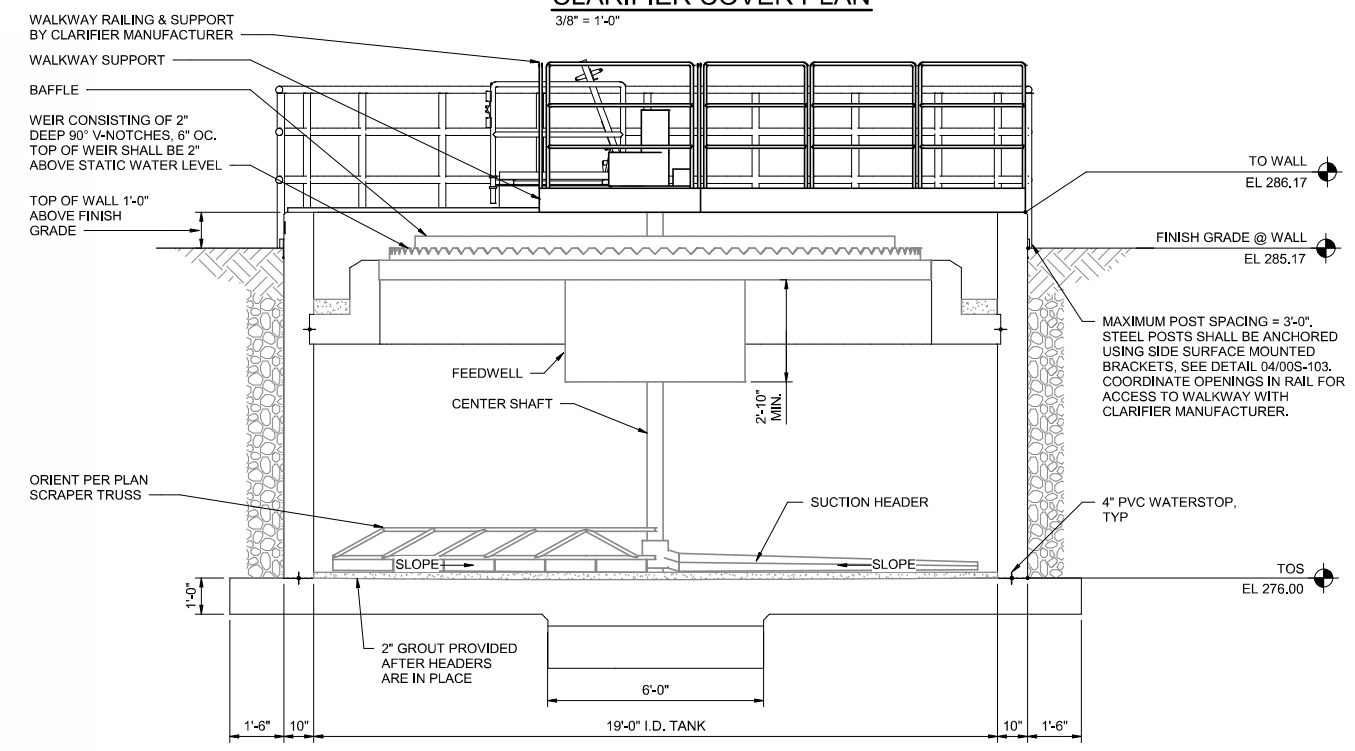 CLARIFIER COVER PLAN
3/8" = 1'-0"
WALKWAY RAILING & SUPPORT
BY CLARIFIER MANUFACTURER
WALKWAY SUPPORT
BAFFLE
WEIR CONSISTING OF 2"
DEEP 90° V-NOTCHES, 6" OC.
TOP OF WEIR SHALL BE 2"
ABOVE STATIC WATER LEVEL
TOP OF WALL 1'-0"
ABOVE FINISH
GRADE
TO WALL
EL 286.17
FINISH GRADE @ WALL
EL 285.17
MAXIMUM POST SPACING = 3'-0".
STEEL POSTS SHALL BE ANCHORED
USING SIDE SURFACE MOUNTED
BRACKETS, SEE DETAIL 04/00S-103.
COORDINATE OPENINGS IN RAIL FOR
ACCESS TO WALKWAY WITH
CLARIFIER MANUFACTURER.
FEEDWELL
CENTER SHAFT
2'-10"
MIN.
ORIENT PER PLAN
SCRAPER TRUSS
SUCTION HEADER
4" PVC WATERSTOP,
TYP
SLOPE
SLOPE
TOS
EL 276.00
1'-0"
2" GROUT PROVIDED
AFTER HEADERS
ARE IN PLACE
6'-0"
1'-6"
10"
19'-0" I.D. TANK
10"
1'-6"